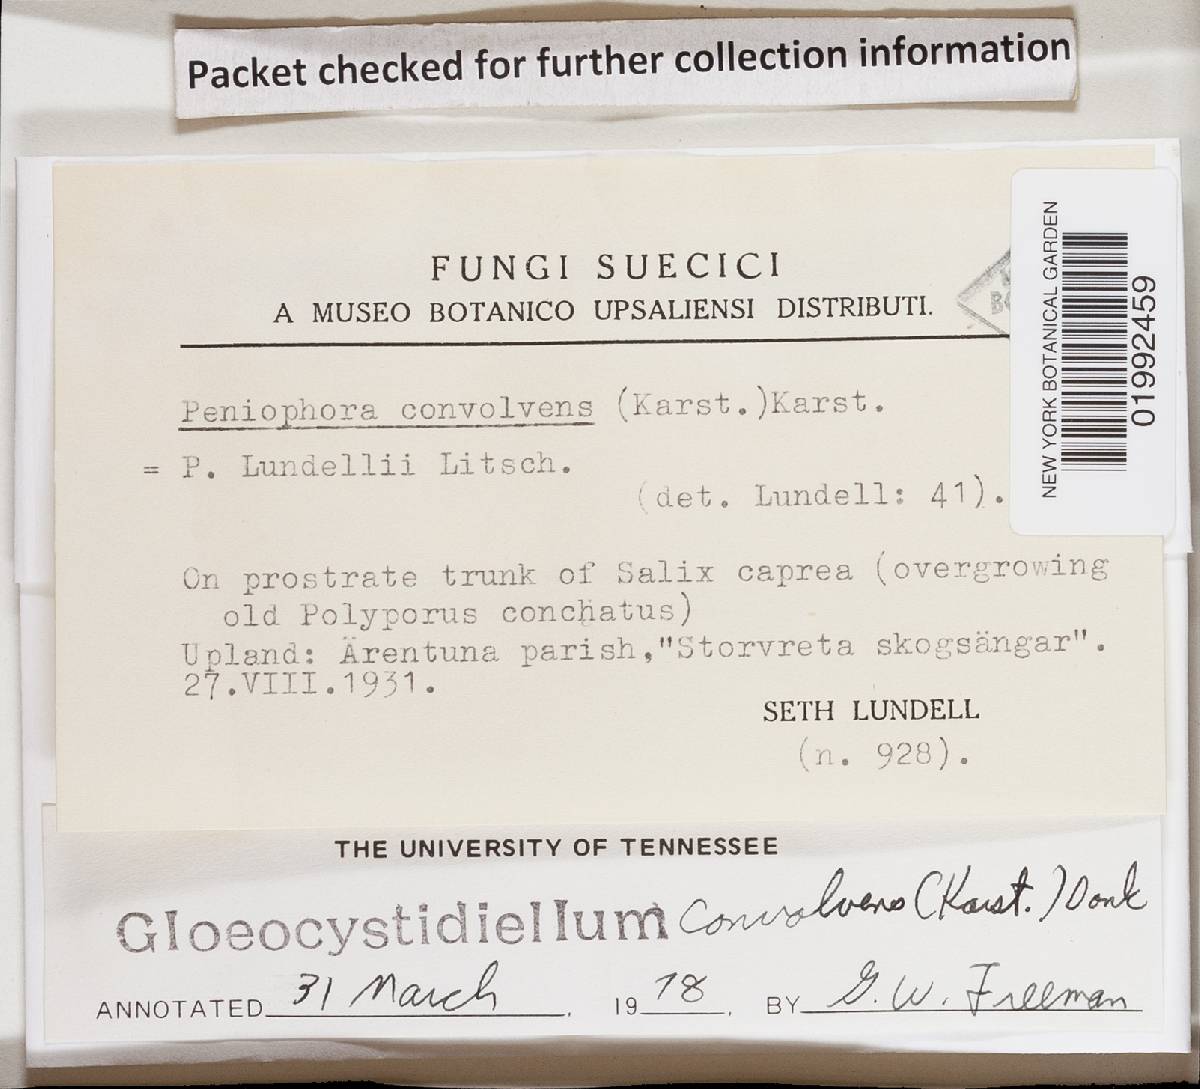 Packet checked for further collection information
FUNGI SUECICI
A MUSEO BOTANICO UPSALIENSI DISTRIBUTI.
Peniophora convolvens (Karst.)Karst.
= P. Lundellii Litsch.
(det. Lundell: 41).
On prostrate trunk of Salix caprea (overgrowing
old Polyporus conchatus)
Upland: Ärentuna parish,"Storvreta skogsängar".
27.VIII.1931.
SETH LUNDELL
(n. 928).
NEW YORK BOTANICAL GARDEN
01992459
THE UNIVERSITY OF TENNESSEE
Gloeocystidiellum convolvens (Karst.) Donk
ANNOTATED 31 March, 1978. BY G. W. Freeman